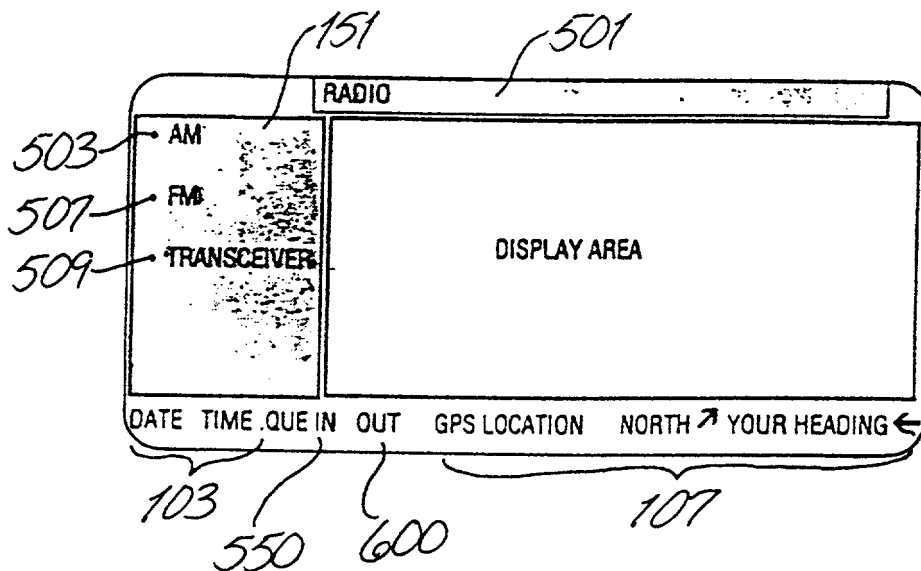 151 501
RADIO
503 AM
507 FM
509 TRANSCEIVER
DISPLAY AREA
DATE TIME .QUE IN OUT GPS LOCATION NORTH ↗ YOUR HEADING ←
103 550 600 107